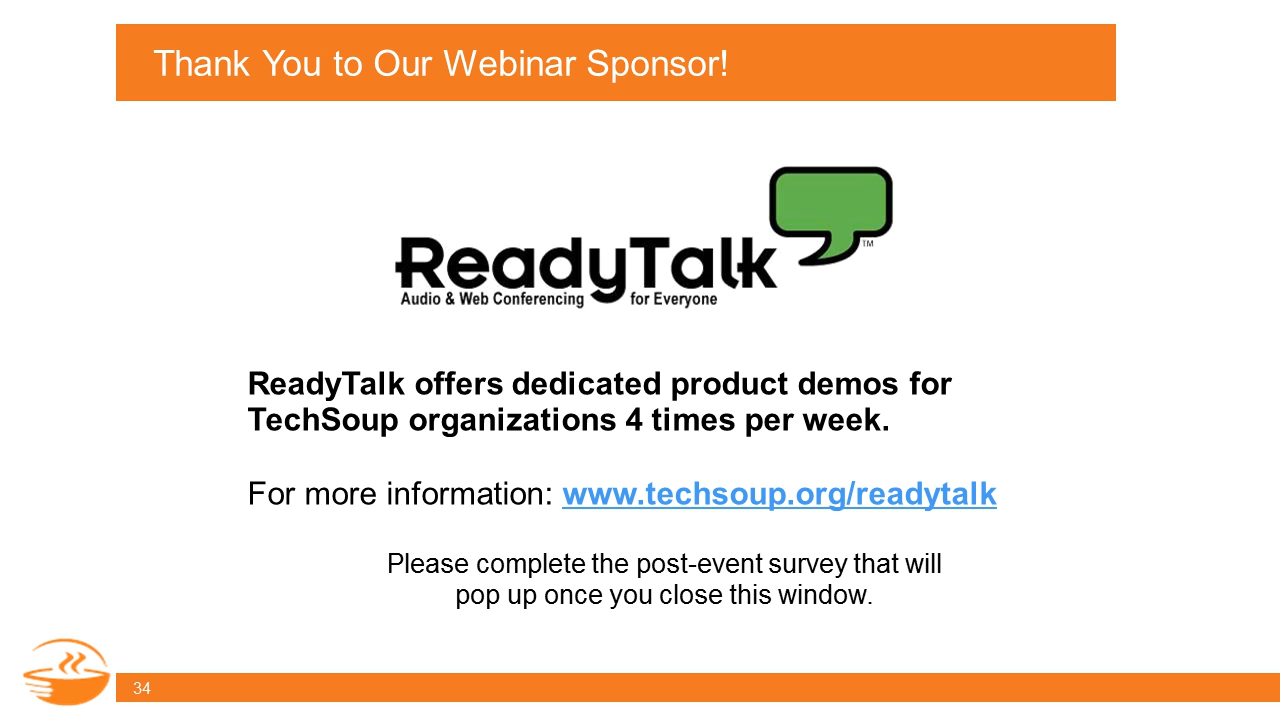 Thank You to Our Webinar Sponsor!
ReadyTalk
TM
Audio & Web Conferencing for Everyone
ReadyTalk offers dedicated product demos for
TechSoup organizations 4 times per week.
For more information: www.techsoup.org/readytalk
Please complete the post-event survey that will
pop up once you close this window.
34